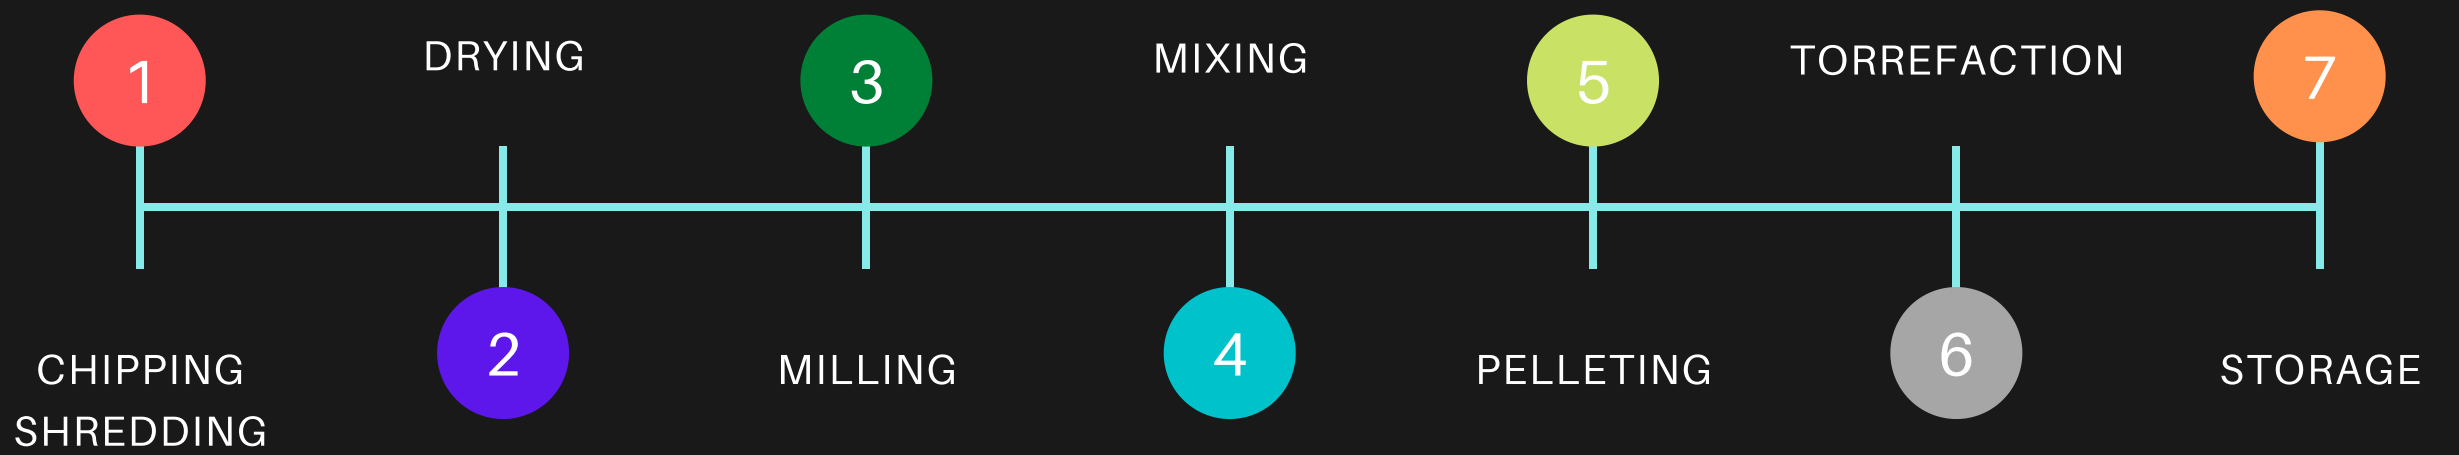 1
CHIPPING
SHREDDING
DRYING
2
3
MILLING
MIXING
4
5
PELLETING
TORREFACTION
6
7
STORAGE